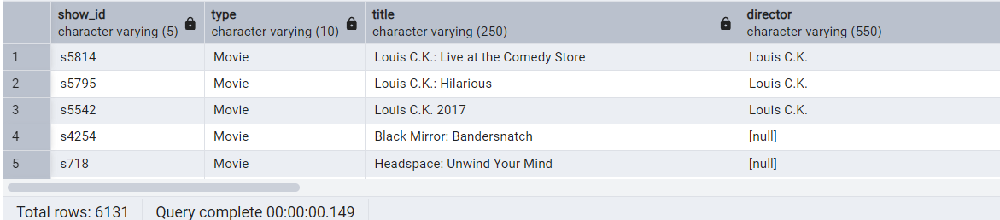 show_id type title director
character varying (5) character varying (10) character varying (250) character varying (550)
1 s5814 Movie Louis C.K.: Live at the Comedy Store Louis C.K.
2 s5795 Movie Louis C.K.: Hilarious Louis C.K.
3 s5542 Movie Louis C.K. 2017 Louis C.K.
4 s4254 Movie Black Mirror: Bandersnatch [null]
5 s718 Movie Headspace: Unwind Your Mind [null]
Total rows: 6131 Query complete 00:00:00.149